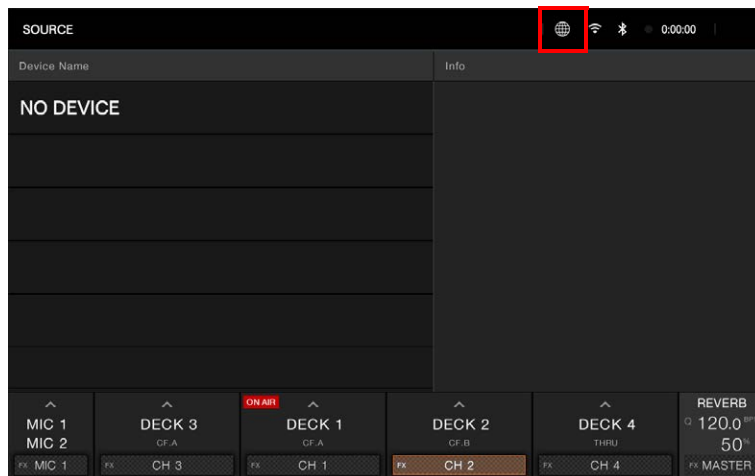 SOURCE 0:00:00
Device Name Info
NO DEVICE
ON AIR REVERB
MIC 1 DECK 3 DECK 1 DECK 2 DECK 4 Q 120.0
MIC 2 CF.A CF.A CF.B THRU 50%
FX MIC 1 FX CH 3 FX CH 1 FX CH 2 FX CH 4 FX MASTER